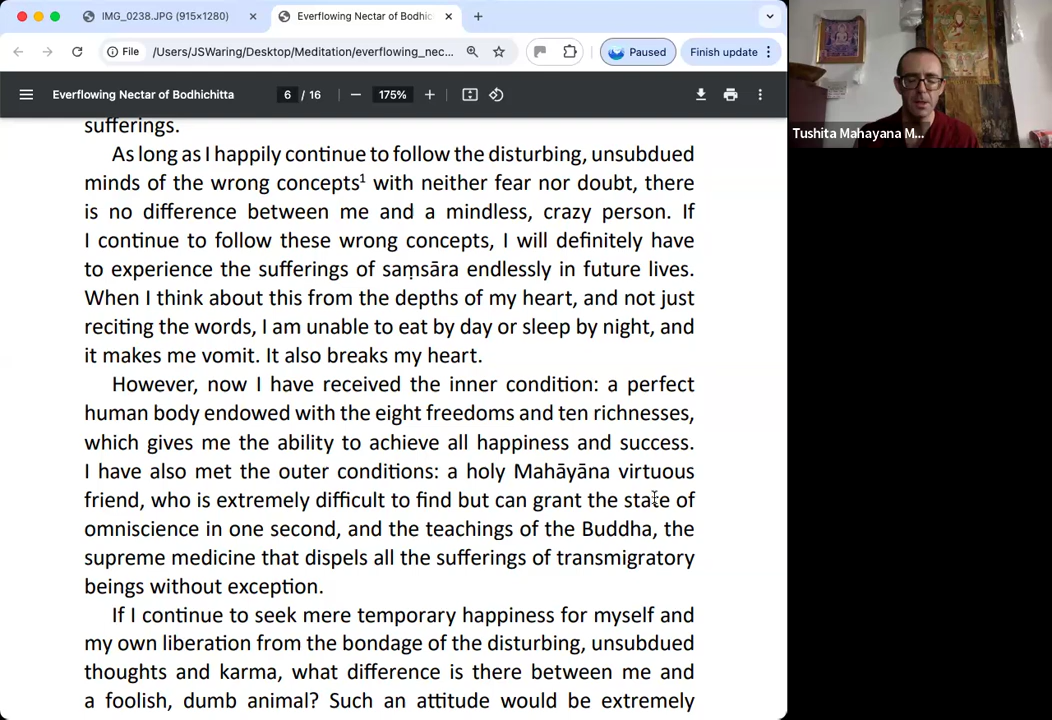 IMG_0238.JPG (915×1280)
Everflowing Nectar of Bodhic
File
/Users/JSWaring/Desktop/Meditation/everflowing_nec...
Paused
Finish update
Everflowing Nectar of Bodhichitta
6 / 16
175%
Tushita Mahayana M...
sufferings.
As long as I happily continue to follow the disturbing, unsubdued
minds of the wrong concepts¹ with neither fear nor doubt, there
is no difference between me and a mindless, crazy person. If
I continue to follow these wrong concepts, I will definitely have
to experience the sufferings of saṃsāra endlessly in future lives.
When I think about this from the depths of my heart, and not just
reciting the words, I am unable to eat by day or sleep by night, and
it makes me vomit. It also breaks my heart.
However, now I have received the inner condition: a perfect
human body endowed with the eight freedoms and ten richnesses,
which gives me the ability to achieve all happiness and success.
I have also met the outer conditions: a holy Mahāyāna virtuous
friend, who is extremely difficult to find but can grant the state of
omniscience in one second, and the teachings of the Buddha, the
supreme medicine that dispels all the sufferings of transmigratory
beings without exception.
If I continue to seek mere temporary happiness for myself and
my own liberation from the bondage of the disturbing, unsubdued
thoughts and karma, what difference is there between me and
a foolish, dumb animal? Such an attitude would be extremely